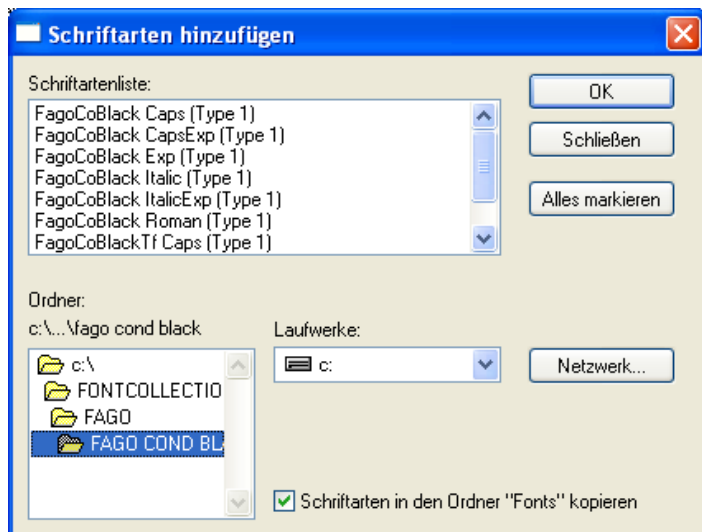 Schriftarten hinzufügen
Schriftartenliste:
FagoCoBlack Caps (Type 1)
FagoCoBlack CapsExp (Type 1)
FagoCoBlack Exp (Type 1)
FagoCoBlack Italic (Type 1)
FagoCoBlack ItalicExp (Type 1)
FagoCoBlack Roman (Type 1)
FagoCoBlackTf Caps (Type 1)
OK
Schließen
Alles markieren
Ordner:
c:\...\fago cond black
c:\
FONTCOLLECTIO
FAGO
FAGO COND BL
Laufwerke:
c:
Netzwerk...
Schriftarten in den Ordner "Fonts" kopieren